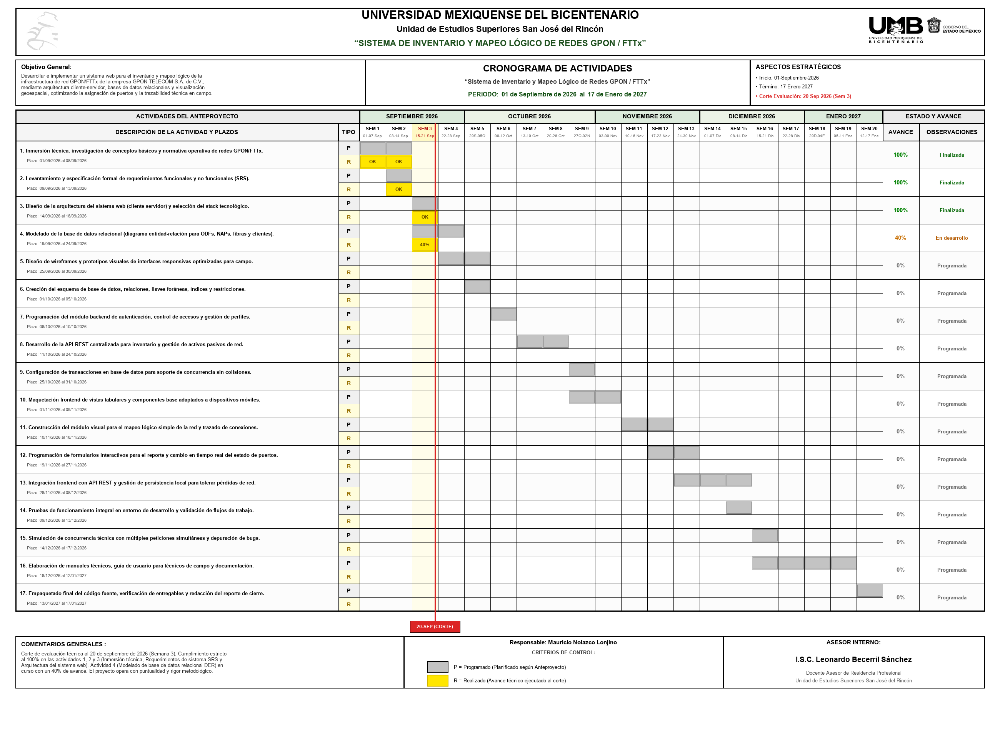 UNIVERSIDAD MEXIQUENSE DEL BICENTENARIO
Unidad de Estudios Superiores San José del Rincón
“SISTEMA DE INVENTARIO Y MAPEO LÓGICO DE REDES GPON / FTTx”
UMB
UNIVERSIDAD MEXIQUENSE DEL
BICENTENARIO
GOBIERNO DEL
ESTADO DE MÉXICO
Objetivo General:
Desarrollar e implementar un sistema web para el inventario y mapeo lógico de la
infraestructura de red GPON/FTTx de la empresa GPON TELECOM S.A. de C.V.,
mediante arquitectura cliente-servidor, bases de datos relacionales y visualización
geoespacial, optimizando la asignación de puertos y la trazabilidad técnica en campo.
CRONOGRAMA DE ACTIVIDADES
“Sistema de Inventario y Mapeo Lógico de Redes GPON / FTTx”
PERIODO: 01 de Septiembre de 2026 al 17 de Enero de 2027
ASPECTOS ESTRATÉGICOS
• Inicio: 01-Septiembre-2026
• Término: 17-Enero-2027
• Corte Evaluación: 20-Sep-2026 (Sem 3)
ACTIVIDADES DEL ANTEPROYECTO SEPTIEMBRE 2026 OCTUBRE 2026 NOVIEMBRE 2026 DICIEMBRE 2026 ENERO 2027 ESTADO Y AVANCE
DESCRIPCIÓN DE LA ACTIVIDAD Y PLAZOS TIPO SEM 1 SEM 2 SEM 3 SEM 4 SEM 5 SEM 6 SEM 7 SEM 8 SEM 9 SEM 10 SEM 11 SEM 12 SEM 13 SEM 14 SEM 15 SEM 16 SEM 17 SEM 18 SEM 19 SEM 20 AVANCE OBSERVACIONES
01-07 Sep 08-14 Sep 15-21 Sep 22-28 Sep 29S-05O 06-12 Oct 13-19 Oct 20-26 Oct 27O-02N 03-09 Nov 10-16 Nov 17-23 Nov 24-30 Nov 01-07 Dic 08-14 Dic 15-21 Dic 22-28 Dic 29D-04E 05-11 Ene 12-17 Ene
1. Inmersión técnica, investigación de conceptos básicos y normativa operativa de redes GPON/FTTx. P 100% Finalizada
Plazo: 01/09/2026 al 08/09/2026 R OK OK
2. Levantamiento y especificación formal de requerimientos funcionales y no funcionales (SRS). P 100% Finalizada
Plazo: 09/09/2026 al 13/09/2026 R OK
3. Diseño de la arquitectura del sistema web (cliente-servidor) y selección del stack tecnológico. P 100% Finalizada
Plazo: 14/09/2026 al 18/09/2026 R OK
4. Modelado de la base de datos relacional (diagrama entidad-relación para ODFs, NAPs, fibras y clientes). P 40% En desarrollo
Plazo: 19/09/2026 al 24/09/2026 R 40%
5. Diseño de wireframes y prototipos visuales de interfaces responsivas optimizadas para campo. P 0% Programada
Plazo: 25/09/2026 al 30/09/2026 R
6. Creación del esquema de base de datos, relaciones, llaves foráneas, índices y restricciones. P 0% Programada
Plazo: 01/10/2026 al 05/10/2026 R
7. Programación del módulo backend de autenticación, control de accesos y gestión de perfiles. P 0% Programada
Plazo: 06/10/2026 al 10/10/2026 R
8. Desarrollo de la API REST centralizada para inventario y gestión de activos pasivos de red. P 0% Programada
Plazo: 11/10/2026 al 24/10/2026 R
9. Configuración de transacciones en base de datos para soporte de concurrencia sin colisiones. P 0% Programada
Plazo: 25/10/2026 al 31/10/2026 R
10. Maquetación frontend de vistas tabulares y componentes base adaptados a dispositivos móviles. P 0% Programada
Plazo: 01/11/2026 al 09/11/2026 R
11. Construcción del módulo visual para el mapeo lógico simple de la red y trazado de conexiones. P 0% Programada
Plazo: 10/11/2026 al 18/11/2026 R
12. Programación de formularios interactivos para el reporte y cambio en tiempo real del estado de puertos. P 0% Programada
Plazo: 19/11/2026 al 27/11/2026 R
13. Integración frontend con API REST y gestión de persistencia local para tolerar pérdidas de red. P 0% Programada
Plazo: 28/11/2026 al 08/12/2026 R
14. Pruebas de funcionamiento integral en entorno de desarrollo y validación de flujos de trabajo. P 0% Programada
Plazo: 09/12/2026 al 13/12/2026 R
15. Simulación de concurrencia técnica con múltiples peticiones simultáneas y depuración de bugs. P 0% Programada
Plazo: 14/12/2026 al 17/12/2026 R
16. Elaboración de manuales técnicos, guía de usuario para técnicos de campo y documentación. P 0% Programada
Plazo: 18/12/2026 al 12/01/2027 R
17. Empaquetado final del código fuente, verificación de entregables y redacción del reporte de cierre. P 0% Programada
Plazo: 13/01/2027 al 17/01/2027 R
20-SEP (CORTE)
COMENTARIOS GENERALES :
Corte de evaluación técnica al 20 de septiembre de 2026 (Semana 3). Cumplimiento estricto
al 100% en las actividades 1, 2 y 3 (Inmersión técnica, Requerimientos de sistema SRS y
Arquitectura del sistema web). Actividad 4 (Modelado de base de datos relacional DER) en
curso con un 40% de avance. El proyecto opera con puntualidad y rigor metodológico.
Responsable: Mauricio Nolazco Lonjino
CRITERIOS DE CONTROL:
P = Programado (Planificado según Anteproyecto)
R = Realizado (Avance técnico ejecutado al corte)
ASESOR INTERNO:
I.S.C. Leonardo Becerril Sánchez
Docente Asesor de Residencia Profesional
Unidad de Estudios Superiores San José del Rincón